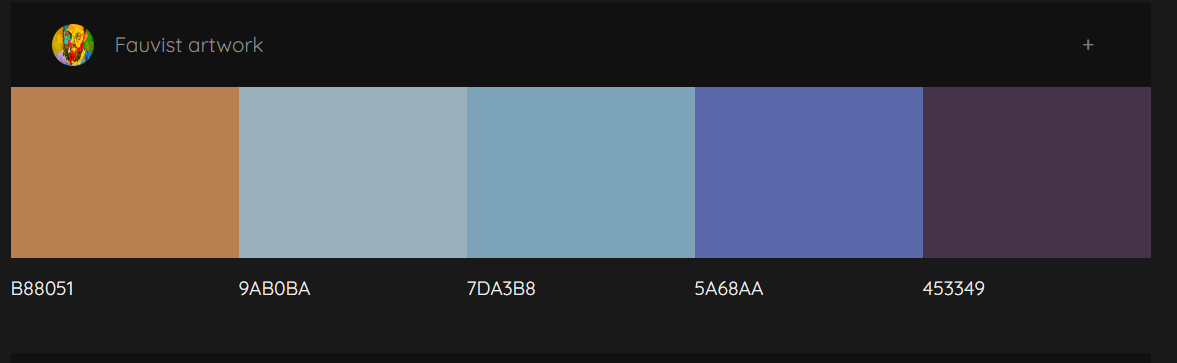 Fauvist artwork +
B88051 9AB0BA 7DA3B8 5A68AA 453349